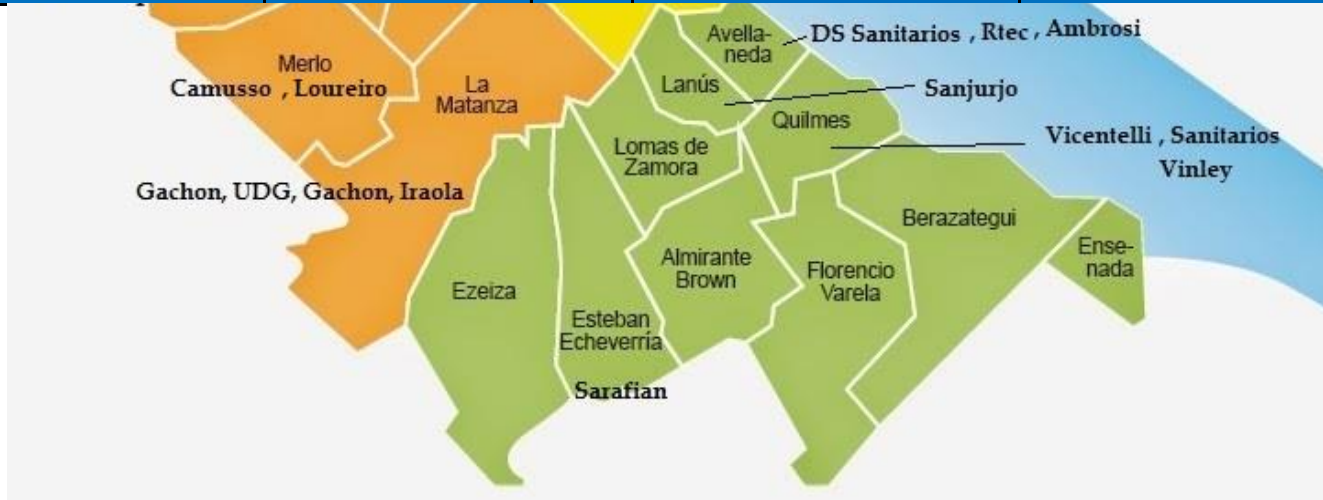 Avella-
neda
DS Sanitarios , Rtec , Ambrosi
Merlo
Camusso , Loureiro
La
Matanza
Lanús
Sanjurjo
Quilmes
Vicentelli , Sanitarios
Vinley
Lomas de
Zamora
Gachon, UDG, Gachon, Iraola
Berazategui
Ense-
nada
Almirante
Brown
Florencio
Varela
Ezeiza
Esteban
Echeverría
Sarafian